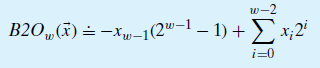 B2O_w(x⃗) ≐ −x_{w−1}(2^{w−1} − 1) + ∑_{i=0}^{w−2} x_i 2^i